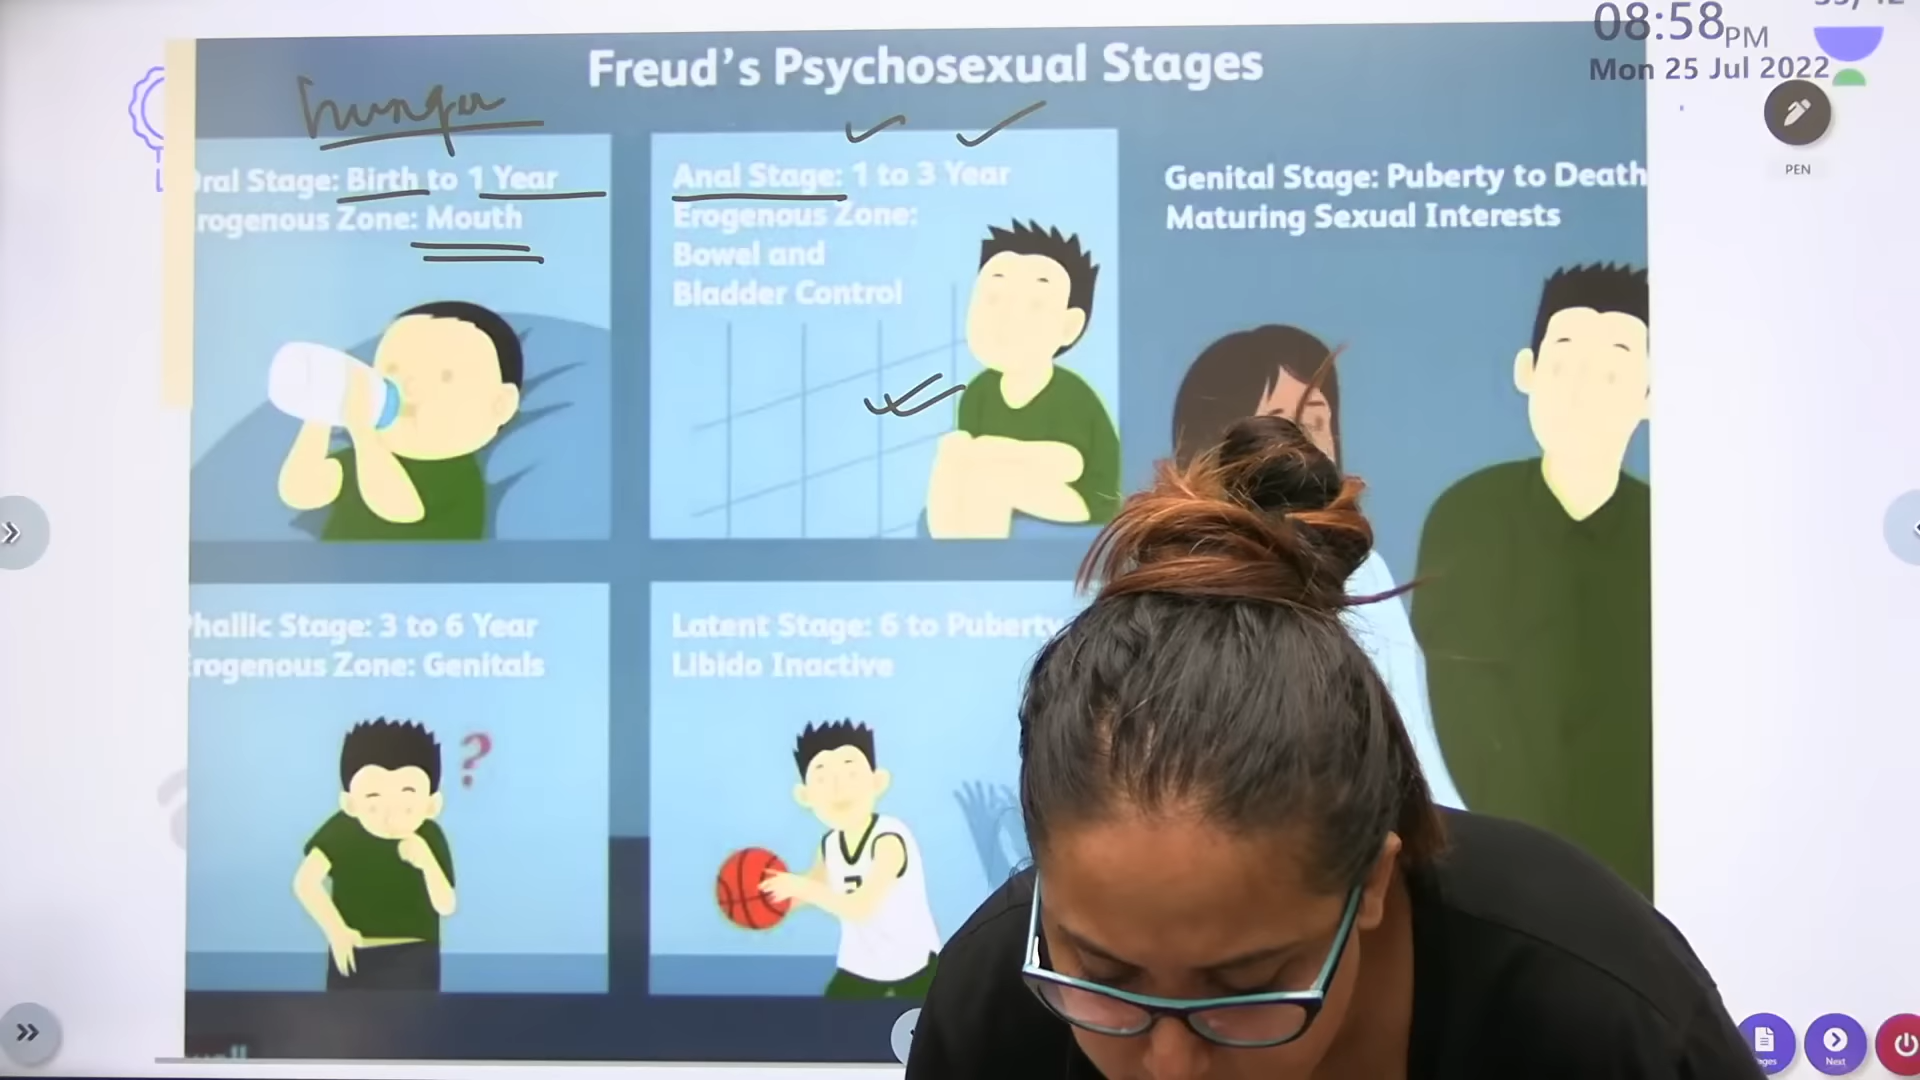 08:58PM
Mon 25 Jul 2022
PEN
Freud's Psychosexual Stages
hunger
ral Stage: Birth to 1 Year
rogenous Zone: Mouth
Anal Stage: 1 to 3 Year
Erogenous Zone:
Bowel and
Bladder Control
Genital Stage: Puberty to Death
Maturing Sexual Interests
hallic Stage: 3 to 6 Year
rogenous Zone: Genitals
?
Latent Stage: 6 to Puberty
Libido Inactive
ages
Next